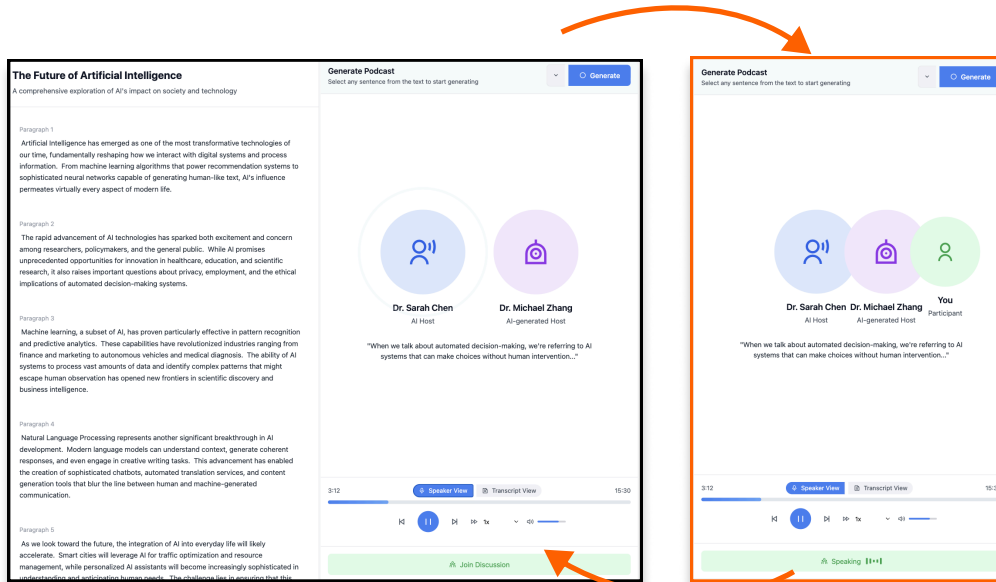 The Future of Artificial Intelligence
A comprehensive exploration of AI's impact on society and technology
Paragraph 1
Artificial Intelligence has emerged as one of the most transformative technologies of
our time, fundamentally reshaping how we interact with digital systems and process
information. From machine learning algorithms that power recommendation systems to
sophisticated neural networks capable of generating human-like text, AI's influence
permeates virtually every aspect of modern life.
Paragraph 2
The rapid advancement of AI technologies has sparked both excitement and concern
among researchers, policymakers, and the general public. While AI promises
unprecedented opportunities for innovation in healthcare, education, and scientific
research, it also raises important questions about privacy, employment, and the ethical
implications of automated decision-making systems.
Paragraph 3
Machine learning, a subset of AI, has proven particularly effective in pattern recognition
and predictive analytics. These capabilities have revolutionized industries ranging from
finance and marketing to autonomous vehicles and medical diagnosis. The ability of AI
systems to process vast amounts of data and identify complex patterns that might
escape human observation has opened new frontiers in scientific discovery and
business intelligence.
Paragraph 4
Natural Language Processing represents another significant breakthrough in AI
development. Modern language models can understand context, generate coherent
responses, and even engage in creative writing tasks. This advancement has enabled
the creation of sophisticated chatbots, automated translation services, and content
generation tools that blur the line between human and machine-generated
communication.
Paragraph 5
As we look toward the future, the integration of AI into everyday life will likely
accelerate. Smart cities will leverage AI for traffic optimization and resource
management, while personalized AI assistants will become increasingly sophisticated in
understanding and anticipating human needs. The challenge lies in ensuring that this
Generate Podcast
Select any sentence from the text to start generating
Generate
Dr. Sarah Chen
AI Host
Dr. Michael Zhang
AI-generated Host
"When we talk about automated decision-making, we're referring to AI
systems that can make choices without human intervention..."
3:12
Speaker View
Transcript View
15:30
1x
Join Discussion
Generate Podcast
Select any sentence from the text to start generating
Generate
Dr. Sarah Chen
AI Host
Dr. Michael Zhang
AI-generated Host
You
Participant
"When we talk about automated decision-making, we're referring to AI
systems that can make choices without human intervention..."
3:12
Speaker View
Transcript View
1x
Speaking